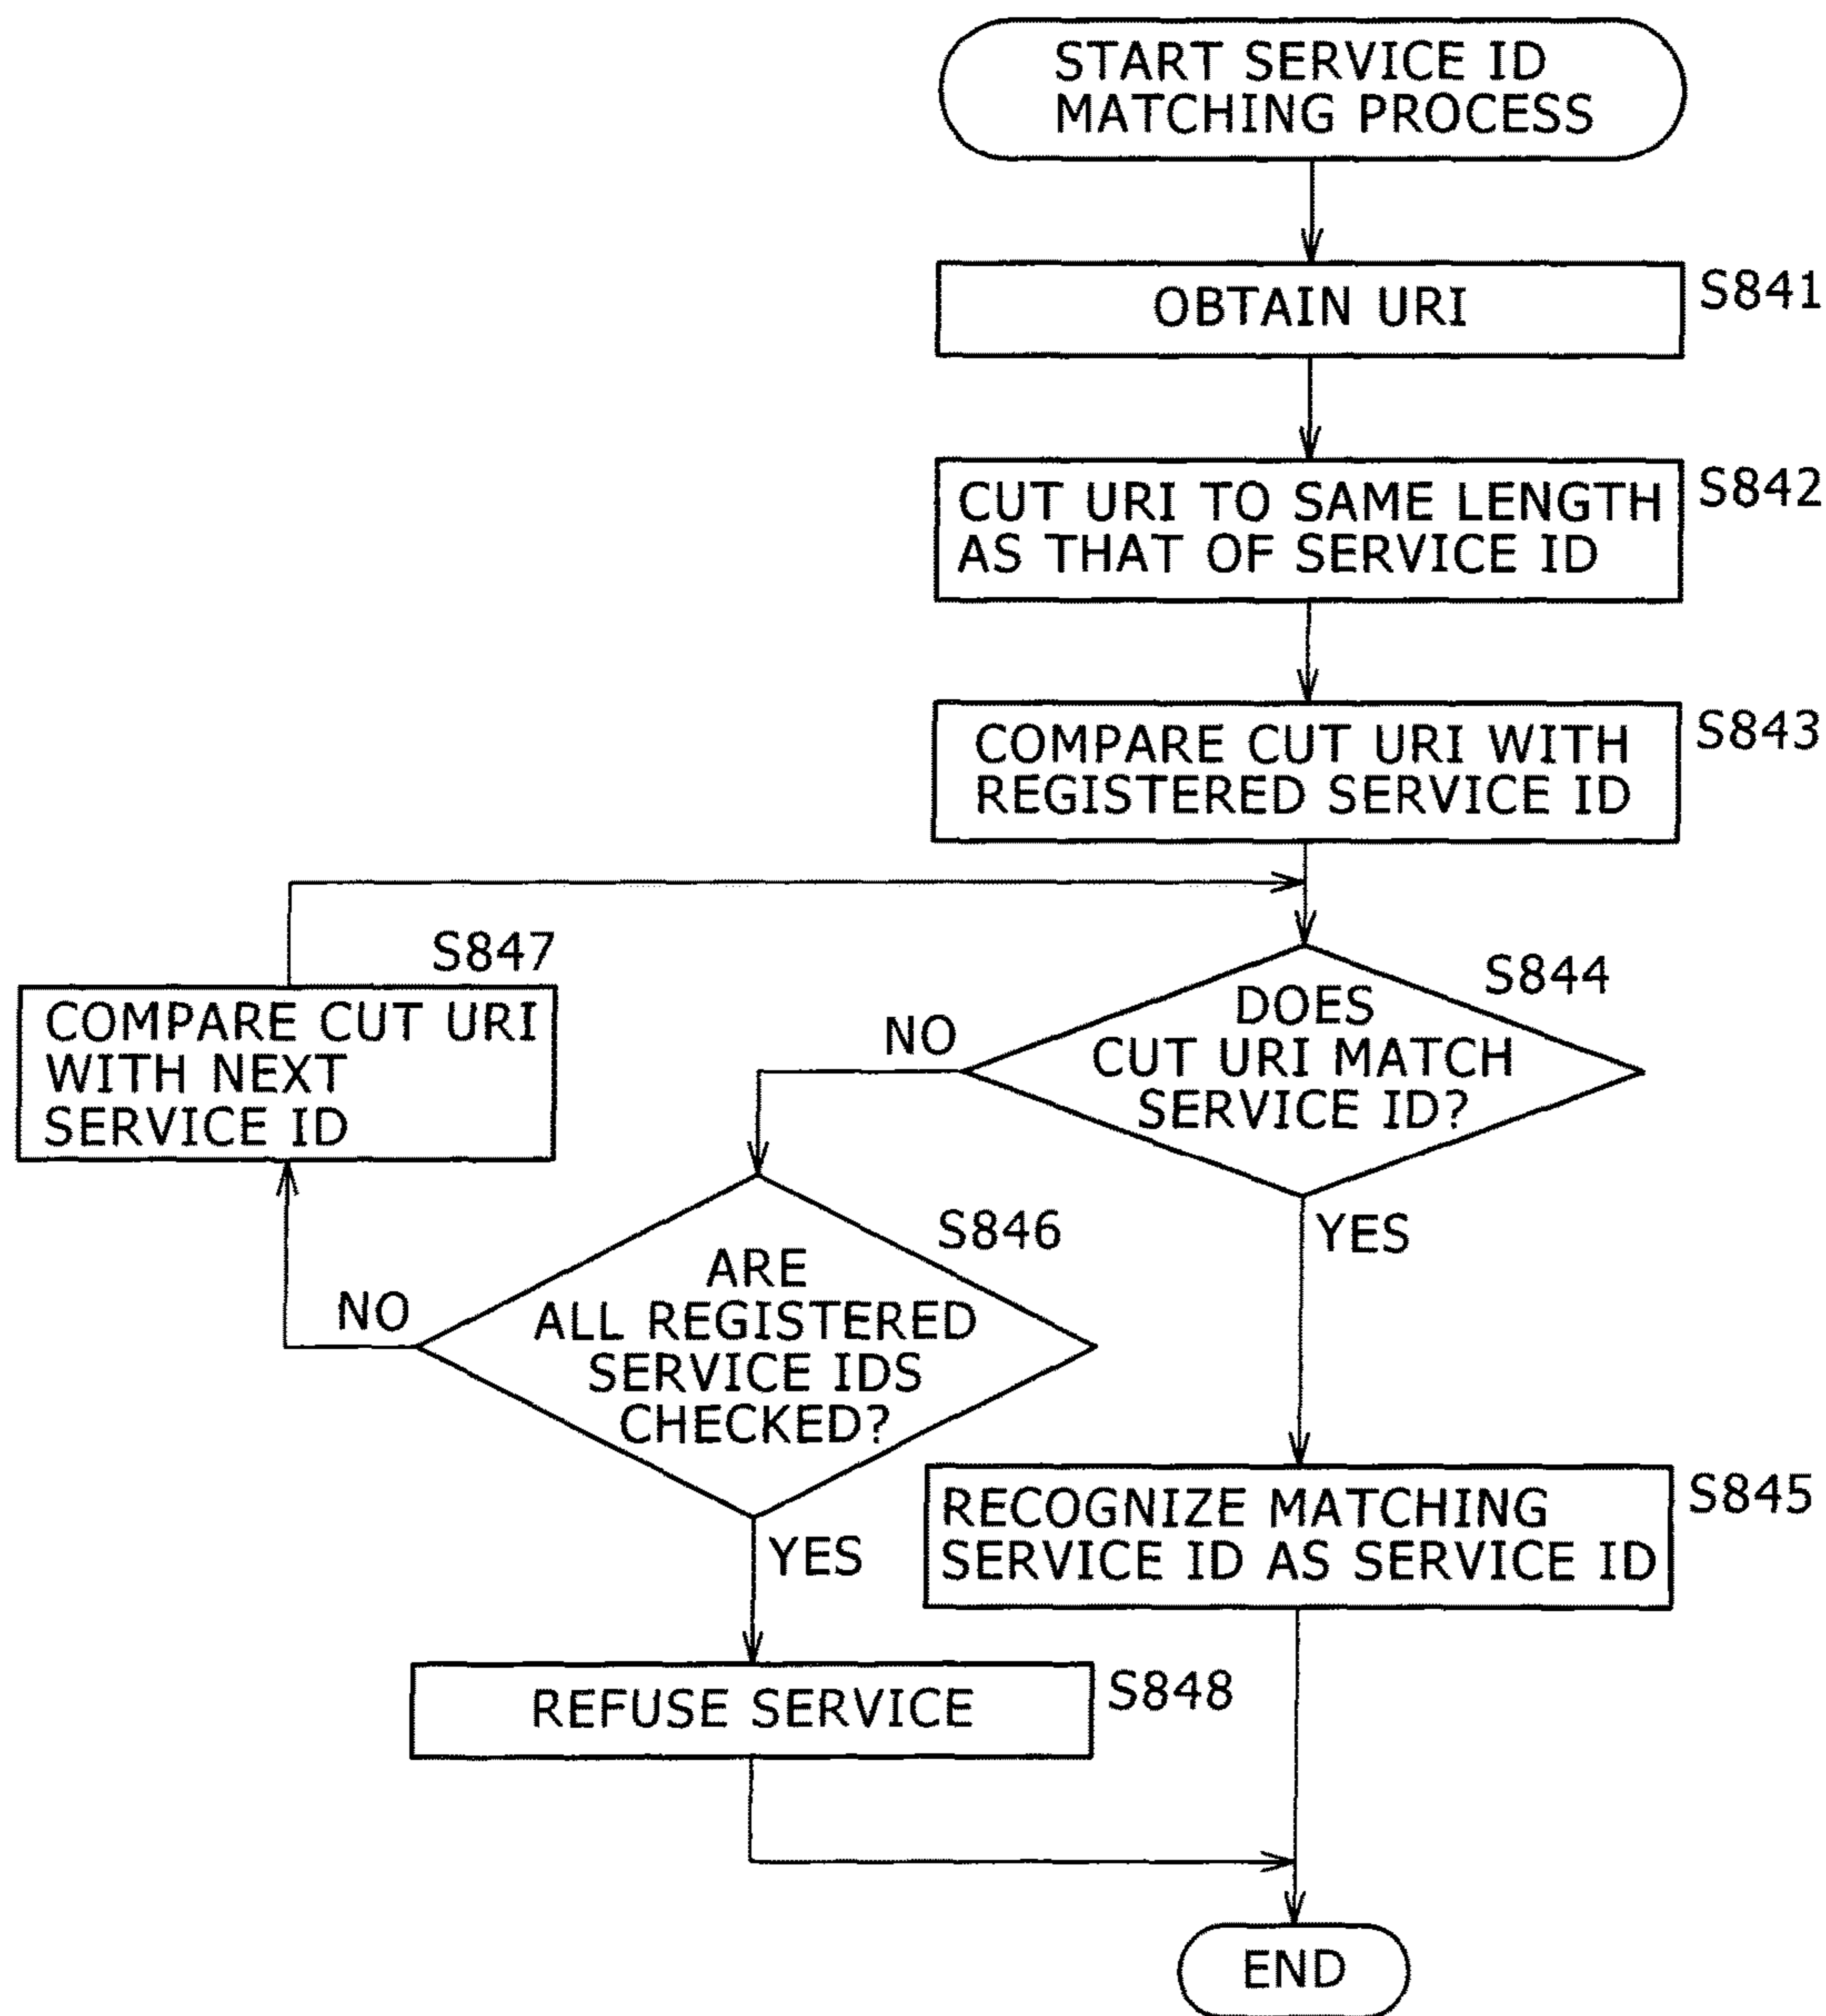 START SERVICE ID
MATCHING PROCESS
OBTAIN URI
S841
CUT URI TO SAME LENGTH
AS THAT OF SERVICE ID
S842
COMPARE CUT URI WITH
REGISTERED SERVICE ID
S843
S847
COMPARE CUT URI
WITH NEXT
SERVICE ID
S844
DOES
CUT URI MATCH
SERVICE ID?
NO
YES
S846
ARE
ALL REGISTERED
SERVICE IDS
CHECKED?
NO
YES
RECOGNIZE MATCHING
SERVICE ID AS SERVICE ID
S845
REFUSE SERVICE
S848
END